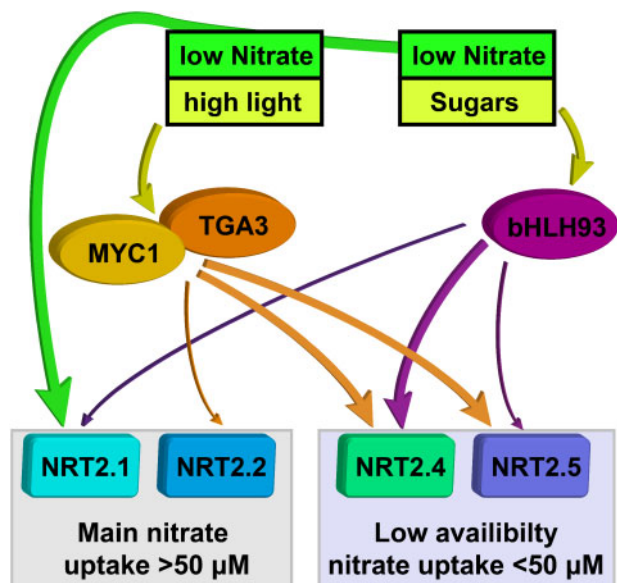 low Nitrate
high light
low Nitrate
Sugars
TGA3
MYC1
bHLH93
NRT2.1
NRT2.2
NRT2.4
NRT2.5
Main nitrate
uptake >50 µM
Low availibilty
nitrate uptake <50 µM